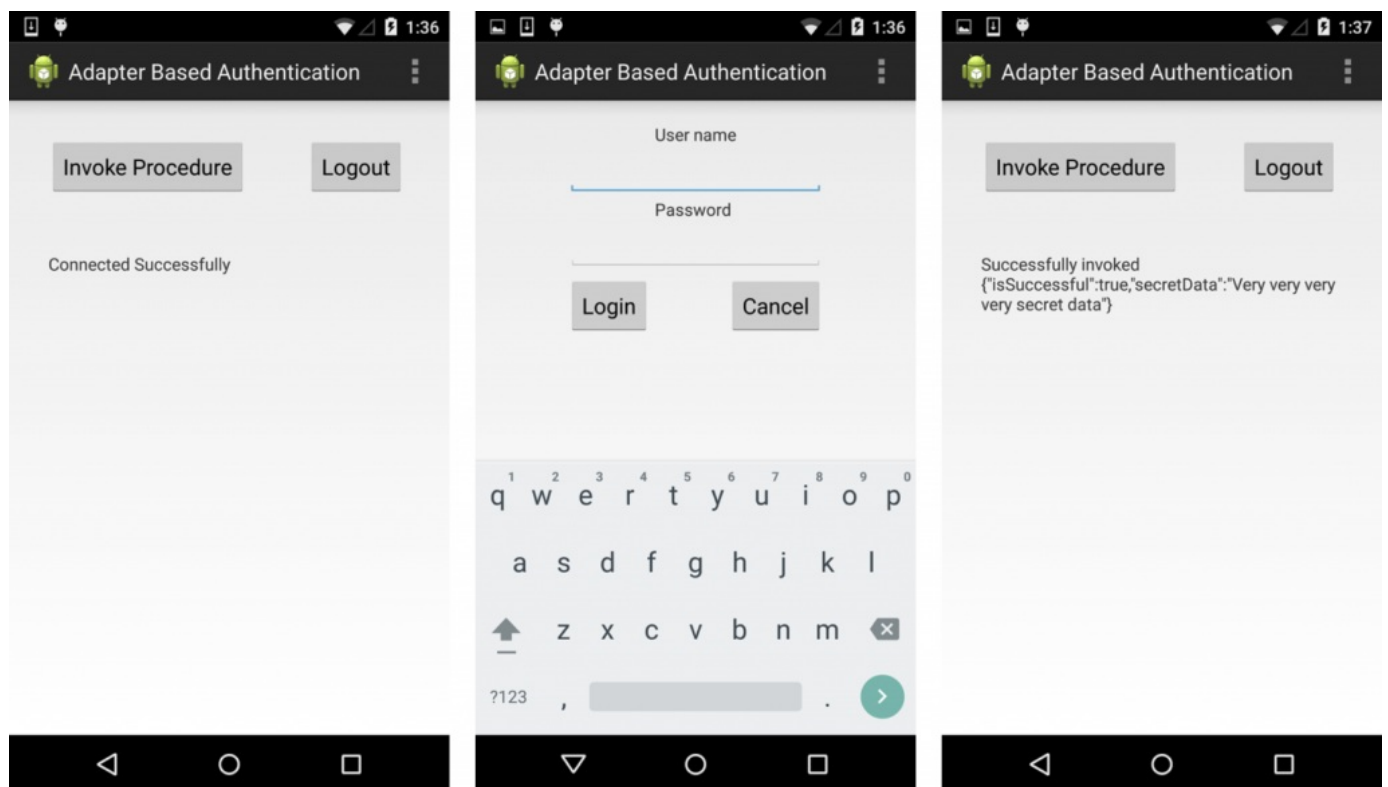 1:36
Adapter Based Authentication
Invoke Procedure
Logout
Connected Successfully
1:36
Adapter Based Authentication
User name
Password
Login
Cancel
1 2 3 4 5 6 7 8 9 0
q w e r t y u i o p
a s d f g h j k l
z x c v b n m
?123 , .
1:37
Adapter Based Authentication
Invoke Procedure
Logout
Successfully invoked
{"isSuccessful":true,"secretData":"Very very very
very secret data"}